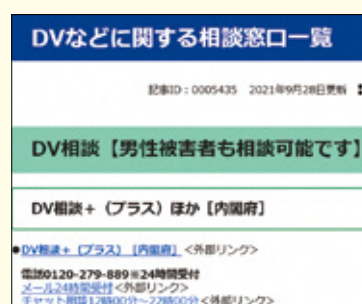 DVなどに関する相談窓口一覧
記事ID：0005435 2021年9月28日更新
DV相談【男性被害者も相談可能です】
DV相談+（プラス）ほか［内閣府］
●DV相談+（プラス）［内閣府］<外部リンク>
電話0120-279-889※24時間受付
メール24時間受付<外部リンク>
チャット相談12時00分～22時00分<外部リンク>